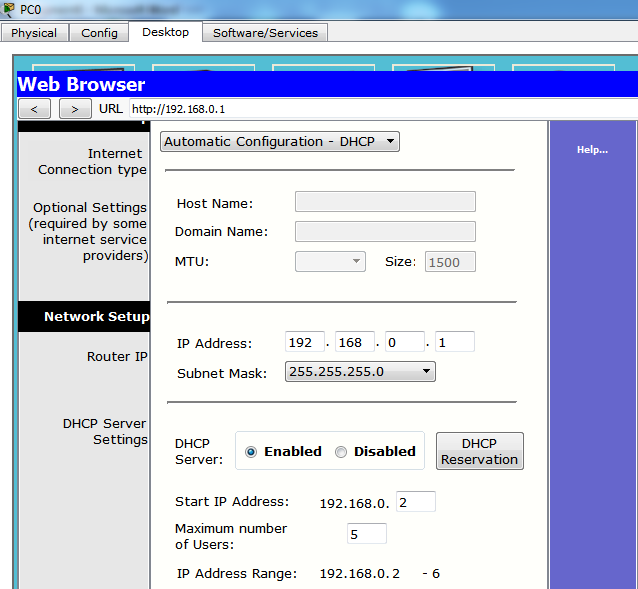 PC0
Physical Config Desktop Software/Services
Web Browser
< > URL http://192.168.0.1
Internet
Connection type
Automatic Configuration - DHCP
Help...
Optional Settings
(required by some
internet service
providers)
Host Name:
Domain Name:
MTU: Size: 1500
Network Setup
Router IP
IP Address: 192 . 168 . 0 . 1
Subnet Mask: 255.255.255.0
DHCP Server
Settings
DHCP
Server: Enabled Disabled
DHCP
Reservation
Start IP Address: 192.168.0. 2
Maximum number
of Users: 5
IP Address Range: 192.168.0.2 - 6